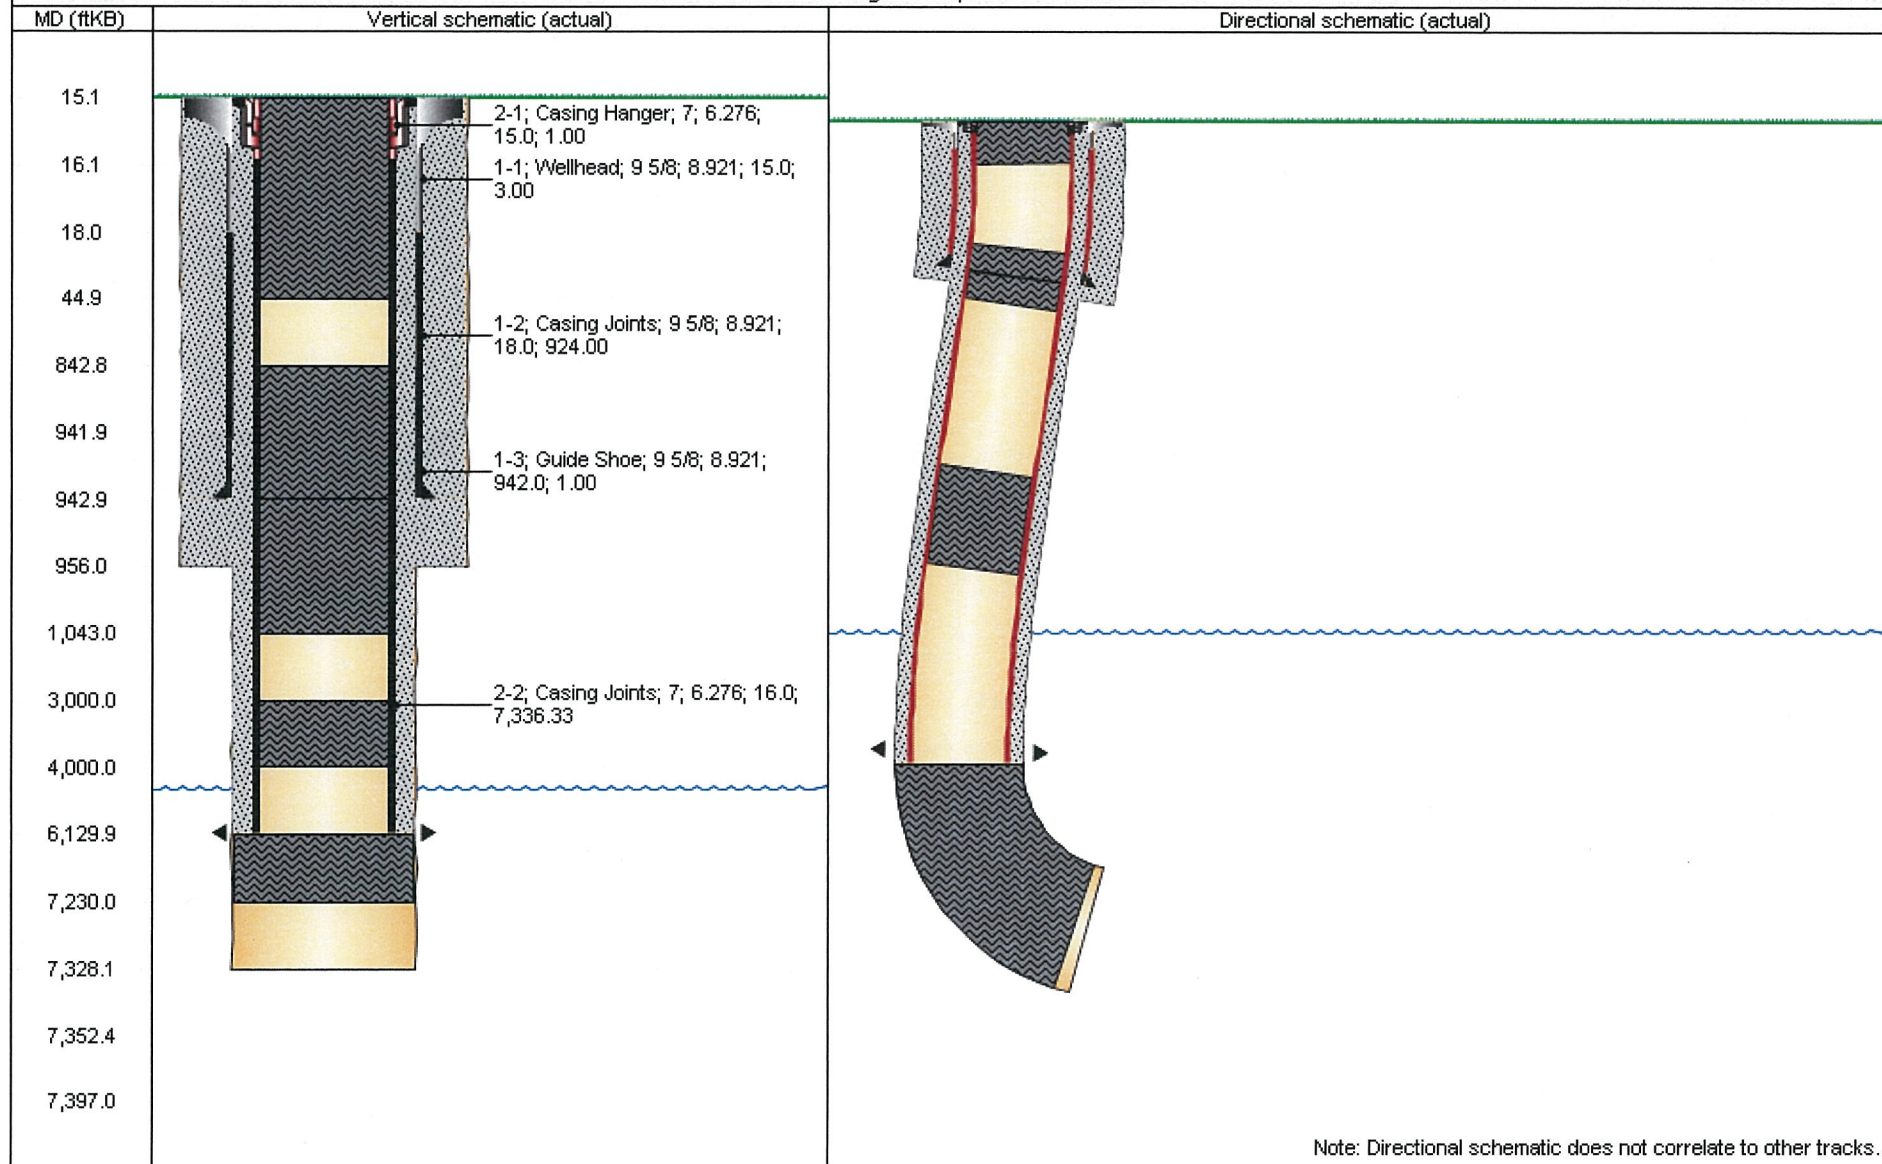 MD (ftKB)
Vertical schematic (actual)
Directional schematic (actual)
15.1
2-1; Casing Hanger; 7; 6.276;
15.0; 1.00
16.1
1-1; Wellhead; 9 5/8; 8.921; 15.0;
3.00
18.0
44.9
1-2; Casing Joints; 9 5/8; 8.921;
18.0; 924.00
842.8
941.9
1-3; Guide Shoe; 9 5/8; 8.921;
942.0; 1.00
942.9
956.0
1,043.0
3,000.0
2-2; Casing Joints; 7; 6.276; 16.0;
7,336.33
4,000.0
6,129.9
7,230.0
7,328.1
7,352.4
7,397.0
Note: Directional schematic does not correlate to other tracks.